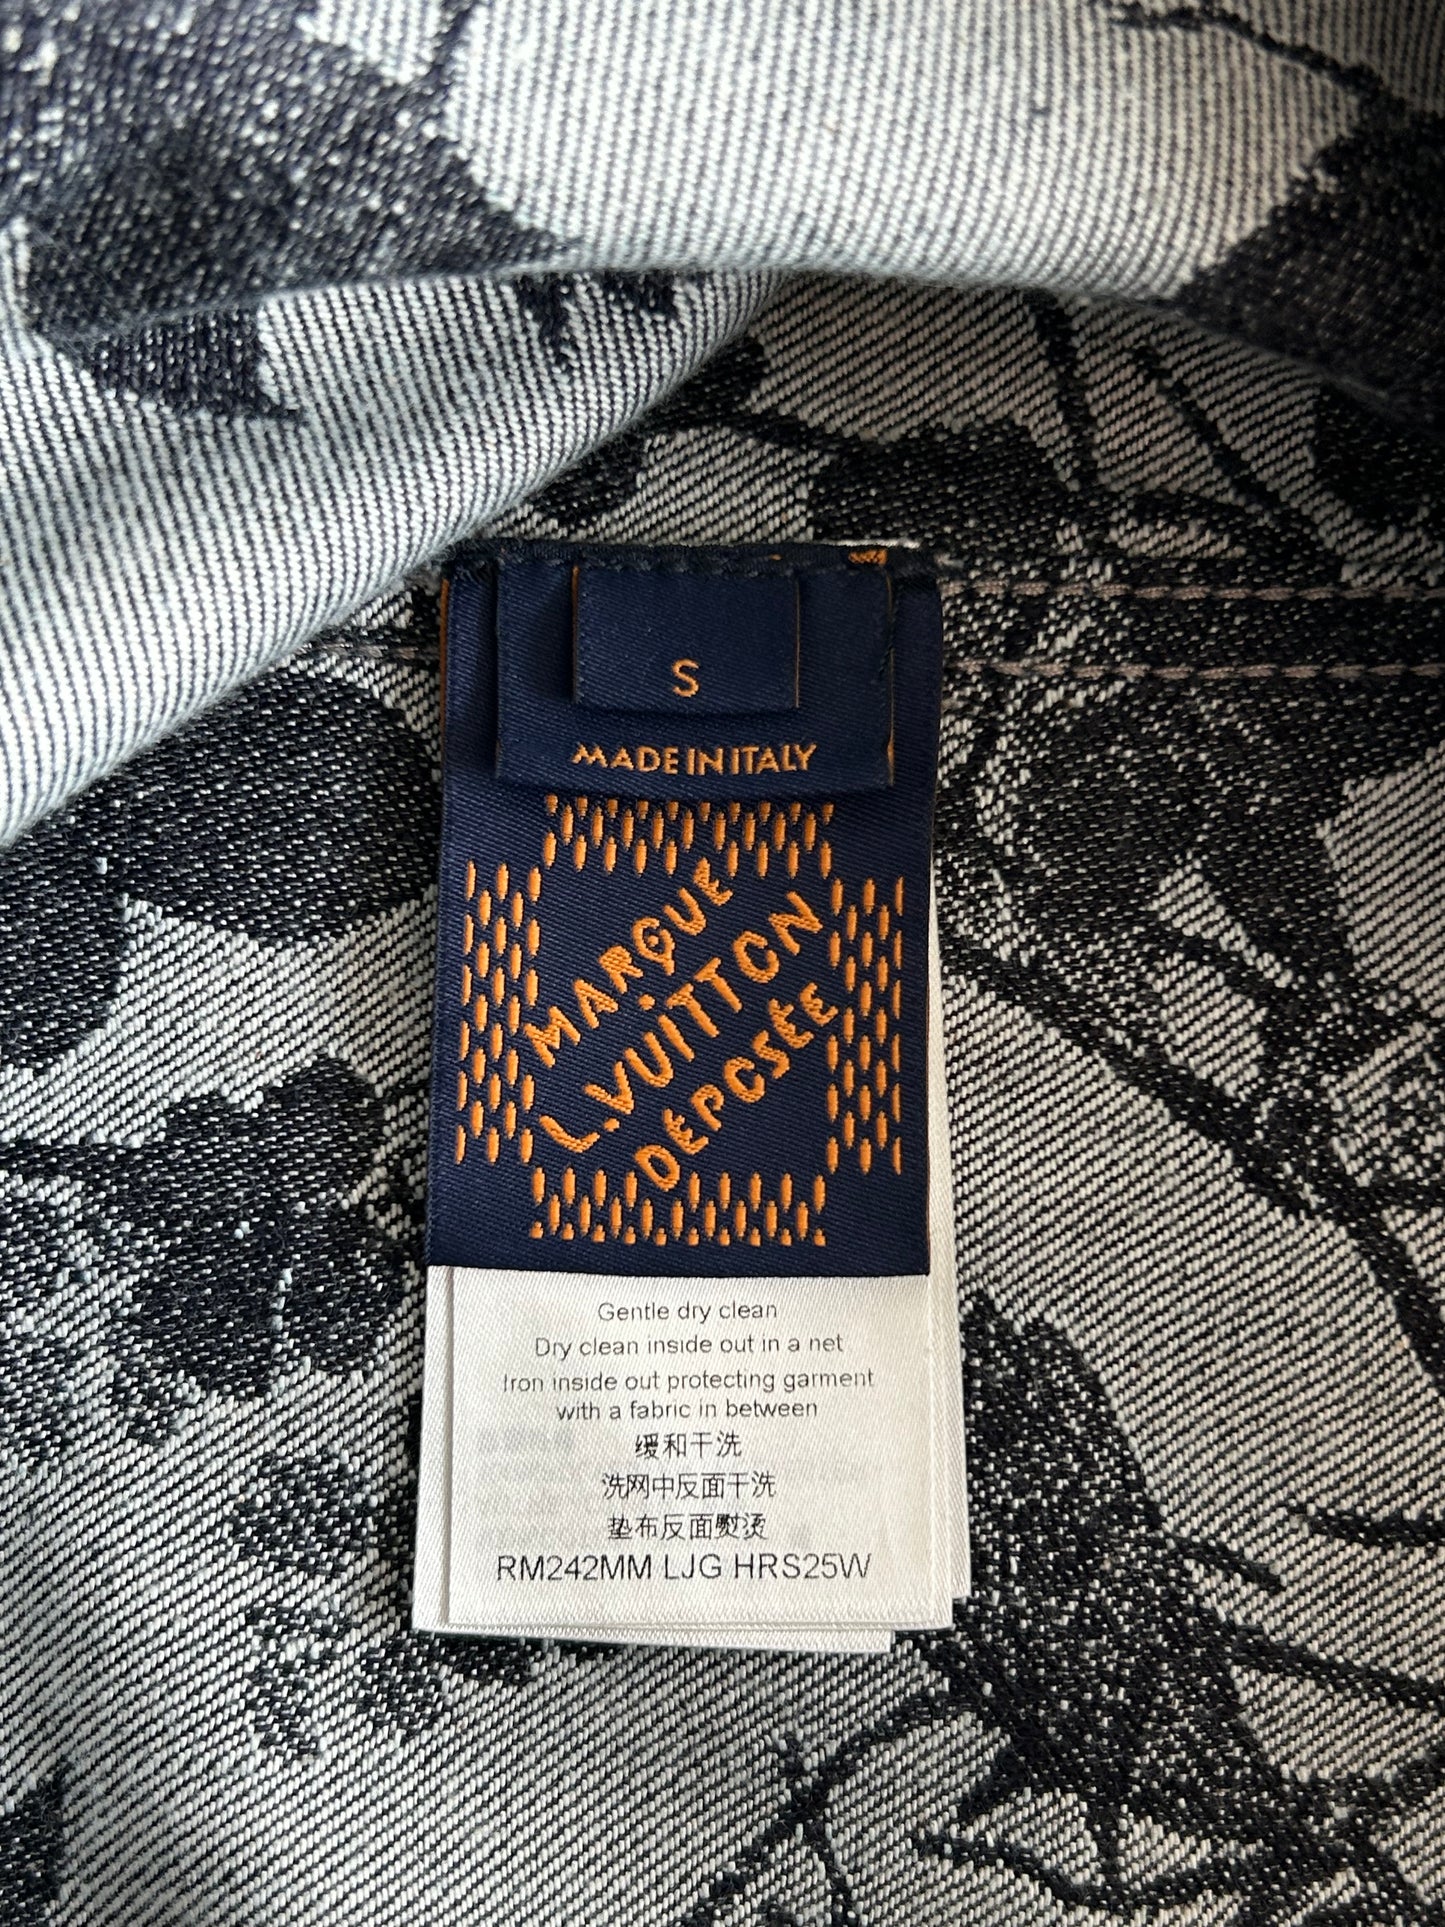 S
MADE IN ITALY
MARQUE
L.VUITTON
DÉPOSÉE
Gentle dry clean
Dry clean inside out in a net
Iron inside out protecting garment
with a fabric in between
缓和干洗
洗网中反面干洗
垫布反面熨烫
RM242MM LJG HRS25W